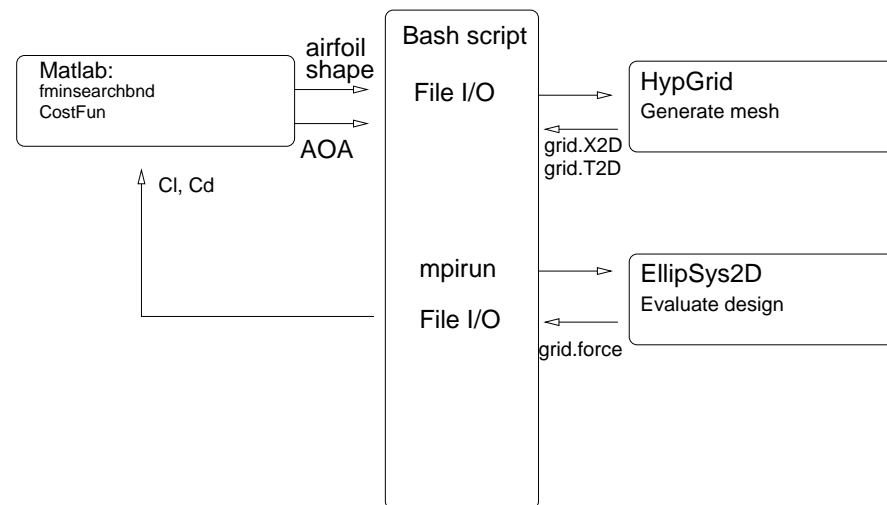 Matlab:
fminsearchbnd
CostFun
airfoil
shape
AOA
Cl, Cd
Bash script
File I/O
mpirun
File I/O
HypGrid
Generate mesh
grid.X2D
grid.T2D
EllipSys2D
Evaluate design
grid.force